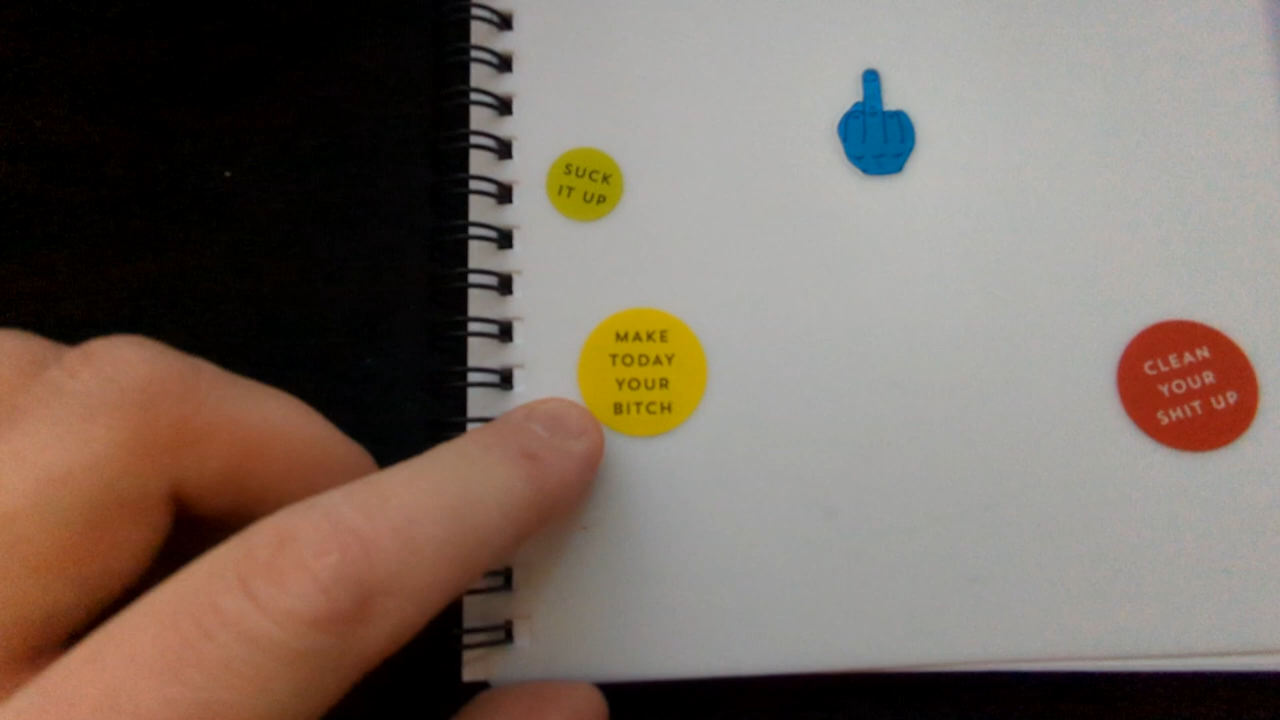 SUCK
IT UP
MAKE
TODAY
YOUR
BITCH
CLEAN
YOUR
SHIT UP